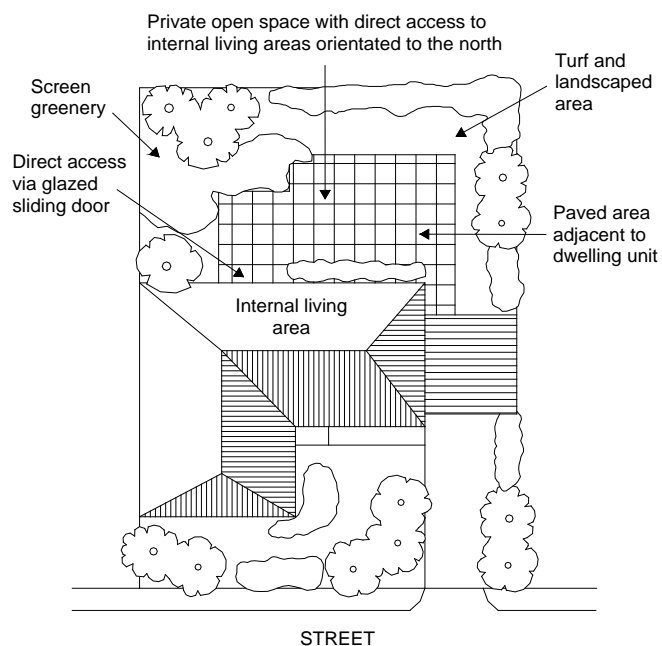 Private open space with direct access to
internal living areas orientated to the north
Turf and
landscaped
area
Screen
greenery
Direct access
via glazed
sliding door
Paved area
adjacent to
dwelling unit
Internal living
area
STREET